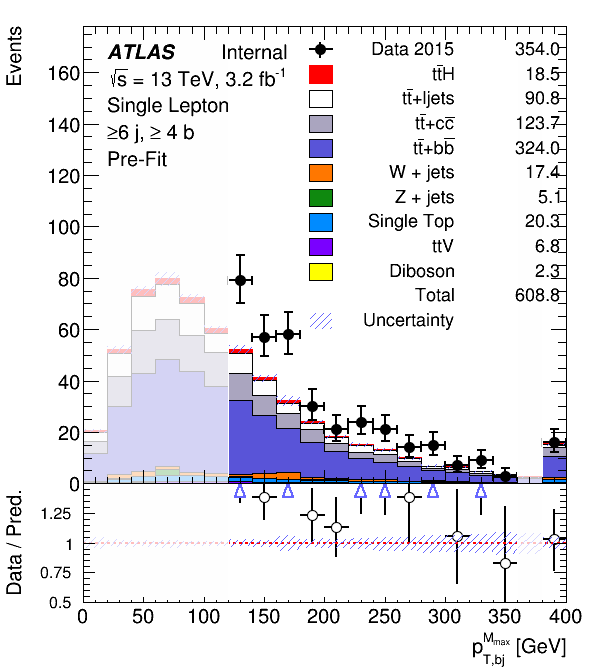 Events
160
140
120
100
80
60
40
20
0
ATLAS Internal
√s = 13 TeV, 3.2 fb⁻¹
Single Lepton
≥6 j, ≥ 4 b
Pre-Fit
Data 2015 354.0
tt̄H 18.5
tt̄+ljets 90.8
tt̄+cc̄ 123.7
tt̄+bb̄ 324.0
W + jets 17.4
Z + jets 5.1
Single Top 20.3
ttV 6.8
Diboson 2.3
Total 608.8
Uncertainty
Data / Pred.
1.25
1
0.75
0.5
0 50 100 150 200 250 300 350 400
p_{T,bj}^{M_{max}} [GeV]